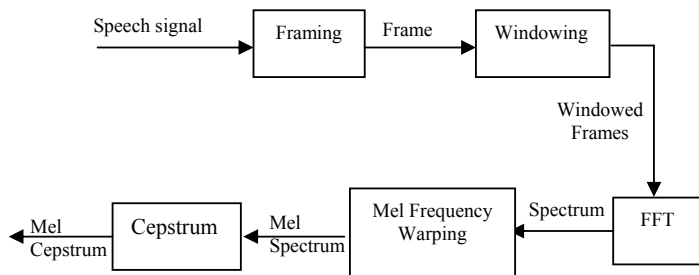 Speech signal
Framing
Frame
Windowing
Windowed
Frames
FFT
Spectrum
Mel Frequency
Warping
Mel
Spectrum
Cepstrum
Mel
Cepstrum